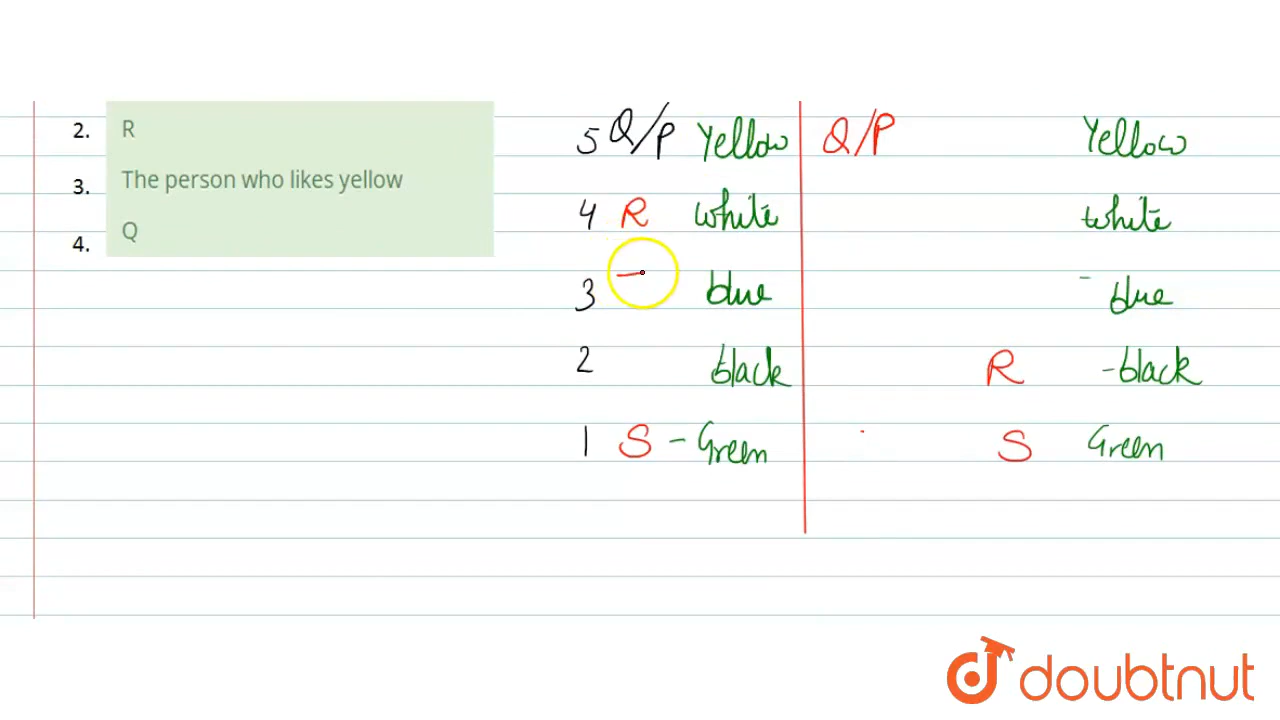 2. R
3. The person who likes yellow
4. Q
5 Q/P Yellow Q/P Yellow
4 R white white
3 blue - blue
2 black R - black
1 S - Green S Green
doubtnut